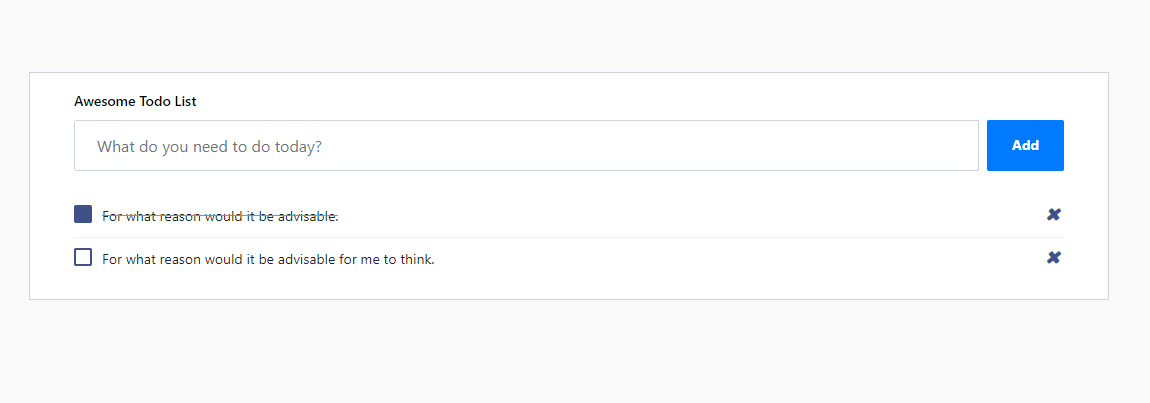 Awesome Todo List
What do you need to do today?
Add
For what reason would it be advisable.
For what reason would it be advisable for me to think.